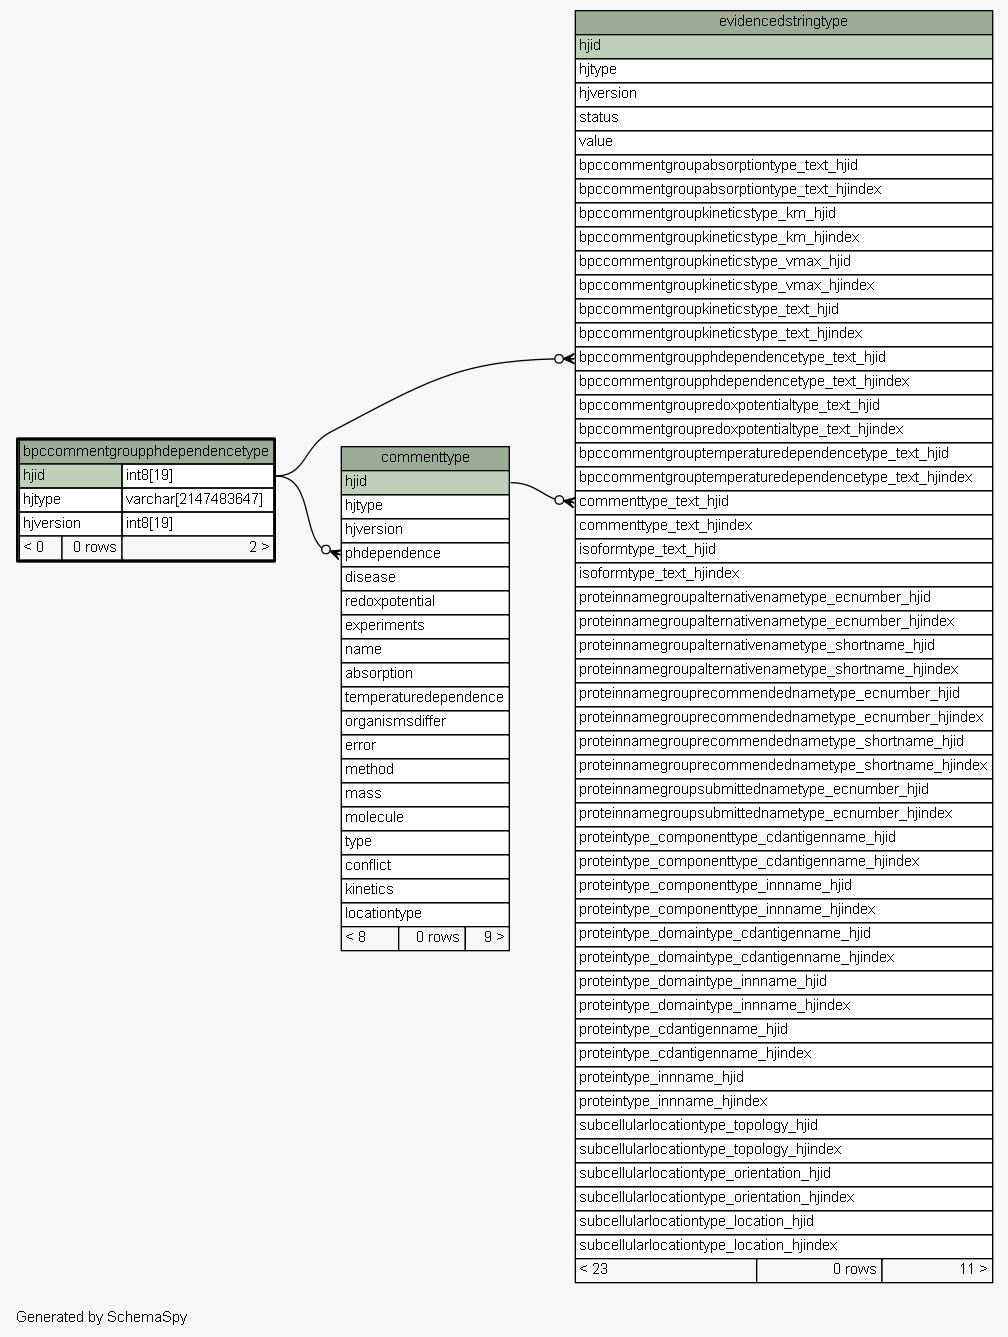 evidencedstringtype
hjid
hjtype
hjversion
status
value
bpccommentgroupabsorptiontype_text_hjid
bpccommentgroupabsorptiontype_text_hjindex
bpccommentgroupkineticstype_km_hjid
bpccommentgroupkineticstype_km_hjindex
bpccommentgroupkineticstype_vmax_hjid
bpccommentgroupkineticstype_vmax_hjindex
bpccommentgroupkineticstype_text_hjid
bpccommentgroupkineticstype_text_hjindex
bpccommentgroupphdependencetype_text_hjid
bpccommentgroupphdependencetype_text_hjindex
bpccommentgroupredoxpotentialtype_text_hjid
bpccommentgroupredoxpotentialtype_text_hjindex
bpccommentgrouptemperaturedependencetype_text_hjid
bpccommentgrouptemperaturedependencetype_text_hjindex
commenttype_text_hjid
commenttype_text_hjindex
isoformtype_text_hjid
isoformtype_text_hjindex
proteinnamegroupalternativenametype_ecnumber_hjid
proteinnamegroupalternativenametype_ecnumber_hjindex
proteinnamegroupalternativenametype_shortname_hjid
proteinnamegroupalternativenametype_shortname_hjindex
proteinnamegrouprecommendednametype_ecnumber_hjid
proteinnamegrouprecommendednametype_ecnumber_hjindex
proteinnamegrouprecommendednametype_shortname_hjid
proteinnamegrouprecommendednametype_shortname_hjindex
proteinnamegroupsubmittednametype_ecnumber_hjid
proteinnamegroupsubmittednametype_ecnumber_hjindex
proteintype_componenttype_cdantigenname_hjid
proteintype_componenttype_cdantigenname_hjindex
proteintype_componenttype_innname_hjid
proteintype_componenttype_innname_hjindex
proteintype_domaintype_cdantigenname_hjid
proteintype_domaintype_cdantigenname_hjindex
proteintype_domaintype_innname_hjid
proteintype_domaintype_innname_hjindex
proteintype_cdantigenname_hjid
proteintype_cdantigenname_hjindex
proteintype_innname_hjid
proteintype_innname_hjindex
subcellularlocationtype_topology_hjid
subcellularlocationtype_topology_hjindex
subcellularlocationtype_orientation_hjid
subcellularlocationtype_orientation_hjindex
subcellularlocationtype_location_hjid
subcellularlocationtype_location_hjindex
< 23 0 rows 11 >
bpccommentgroupphdependencetype
hjid int8[19]
hjtype varchar[2147483647]
hjversion int8[19]
< 0 0 rows 2 >
commenttype
hjid
hjtype
hjversion
phdependence
disease
redoxpotential
experiments
name
absorption
temperaturedependence
organismsdiffer
error
method
mass
molecule
type
conflict
kinetics
locationtype
< 8 0 rows 9 >
Generated by SchemaSpy